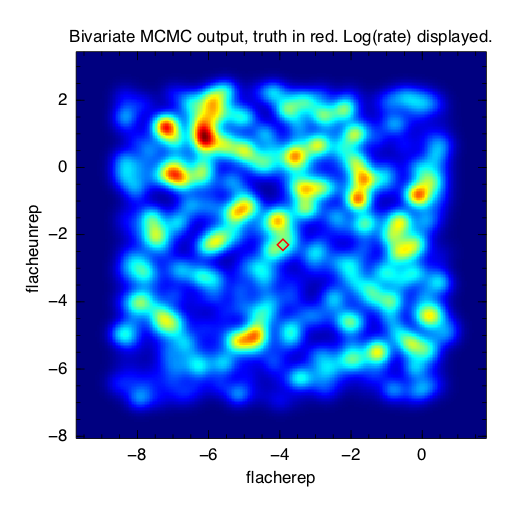 Bivariate MCMC output, truth in red. Log(rate) displayed.
2
0
−2
−4
−6
−8
flacheunrep
−8 −6 −4 −2 0
flacherep